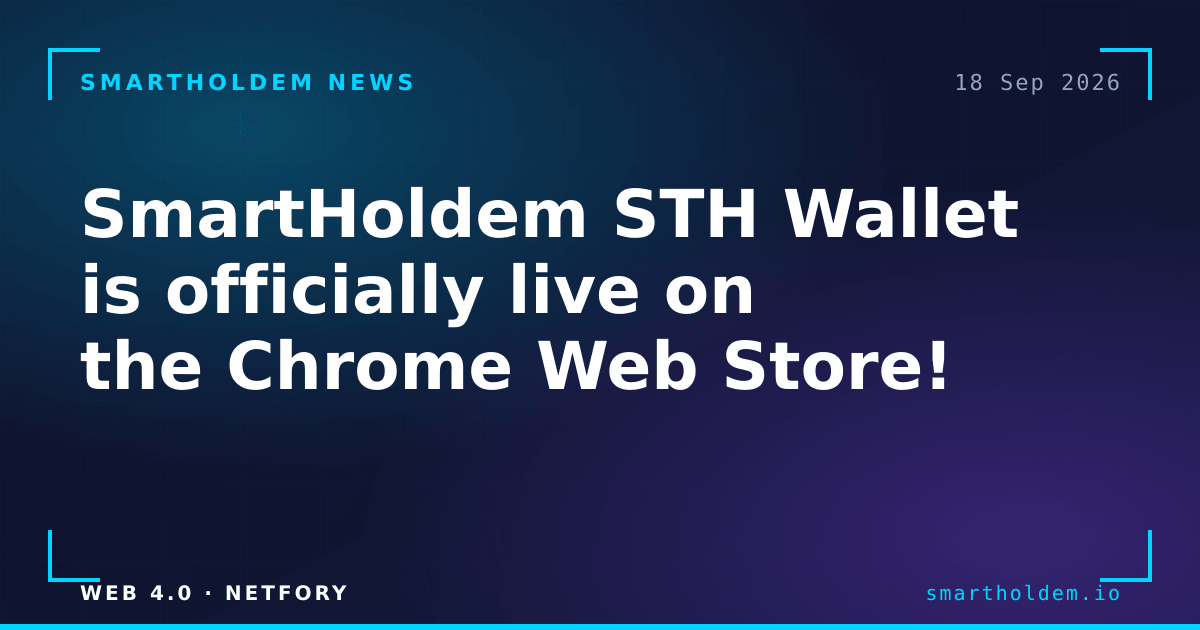 SMARTHOLDEM NEWS
18 Sep 2026
SmartHoldem STH Wallet
is officially live on
the Chrome Web Store!
WEB 4.0 · NETFORY
smartholdem.io